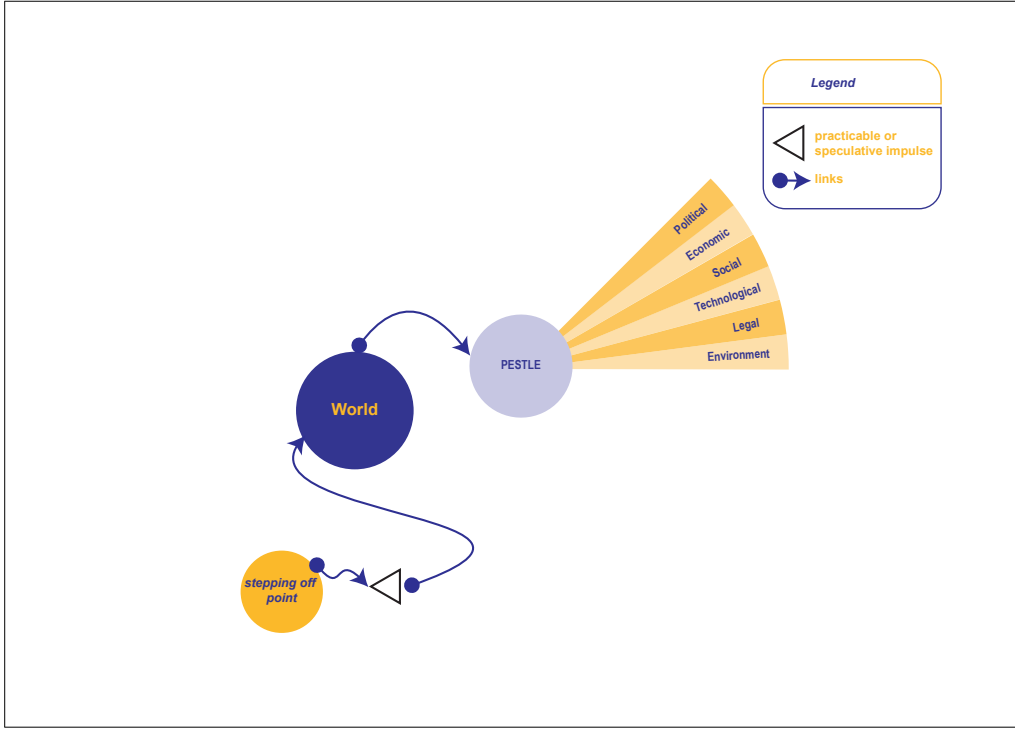 Legend
practicable or
speculative impulse
links
Political
Economic
Social
Technological
Legal
Environment
PESTLE
World
stepping off
point